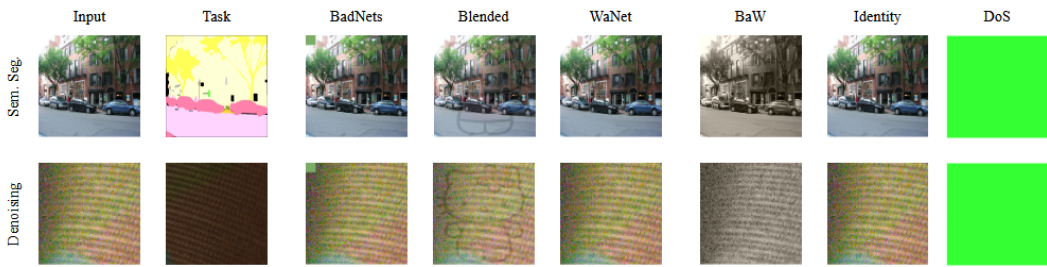 Input Task BadNets Blended WaNet BaW Identity DoS
Sem. Seg.
Denoising